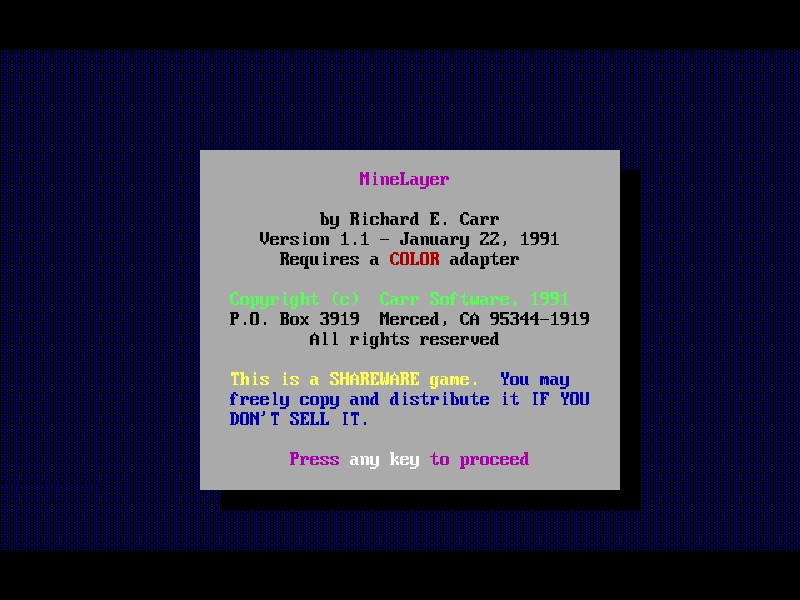 MineLayer
by Richard E. Carr
Version 1.1 - January 22, 1991
Requires a COLOR adapter
Copyright (c)  Carr Software, 1991
P.O. Box 3919  Merced, CA 95344-1919
All rights reserved
This is a SHAREWARE game.  You may
freely copy and distribute it IF YOU
DON'T SELL IT.
Press any key to proceed